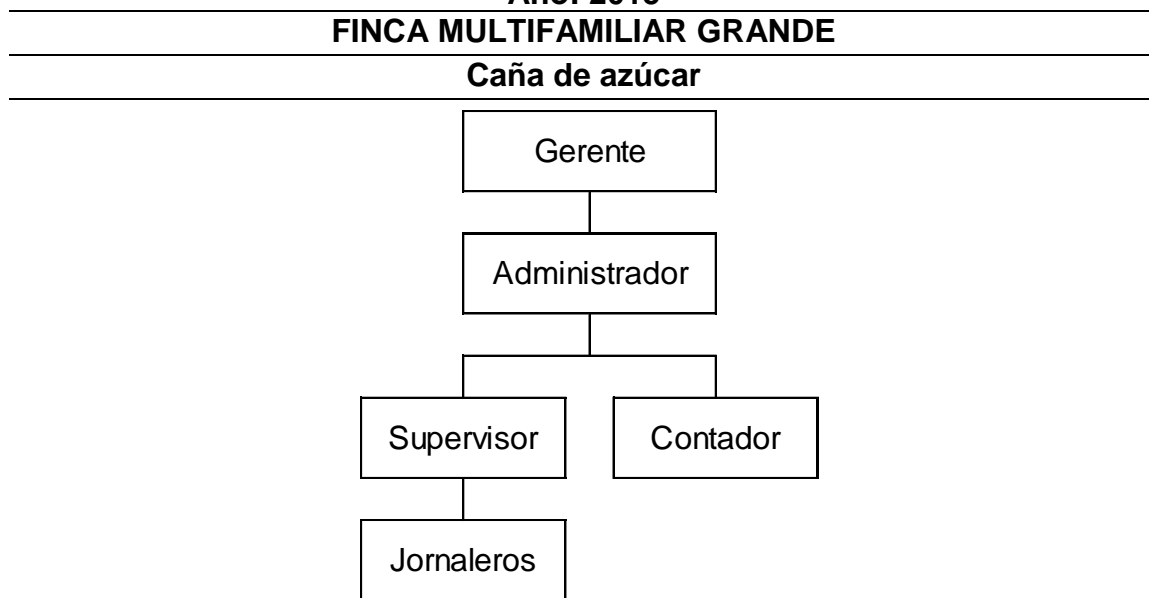 FINCA MULTIFAMILIAR GRANDE
Caña de azúcar
Gerente
Administrador
Supervisor
Contador
Jornaleros